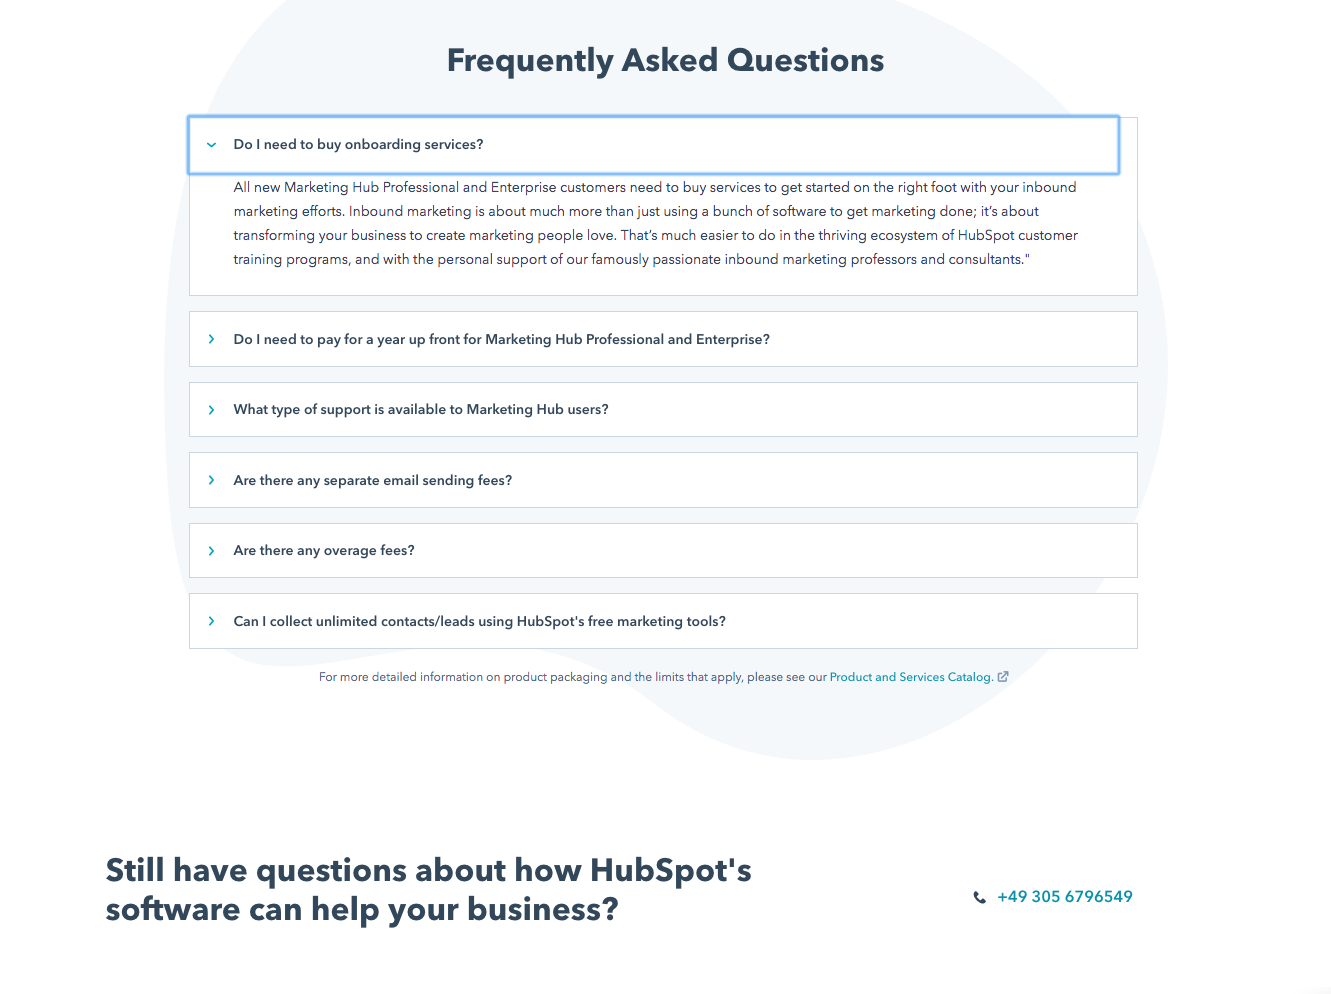 Frequently Asked Questions
Do I need to buy onboarding services?
All new Marketing Hub Professional and Enterprise customers need to buy services to get started on the right foot with your inbound
marketing efforts. Inbound marketing is about much more than just using a bunch of software to get marketing done; it’s about
transforming your business to create marketing people love. That’s much easier to do in the thriving ecosystem of HubSpot customer
training programs, and with the personal support of our famously passionate inbound marketing professors and consultants."
Do I need to pay for a year up front for Marketing Hub Professional and Enterprise?
What type of support is available to Marketing Hub users?
Are there any separate email sending fees?
Are there any overage fees?
Can I collect unlimited contacts/leads using HubSpot's free marketing tools?
For more detailed information on product packaging and the limits that apply, please see our Product and Services Catalog.
Still have questions about how HubSpot's
software can help your business?
+49 305 6796549